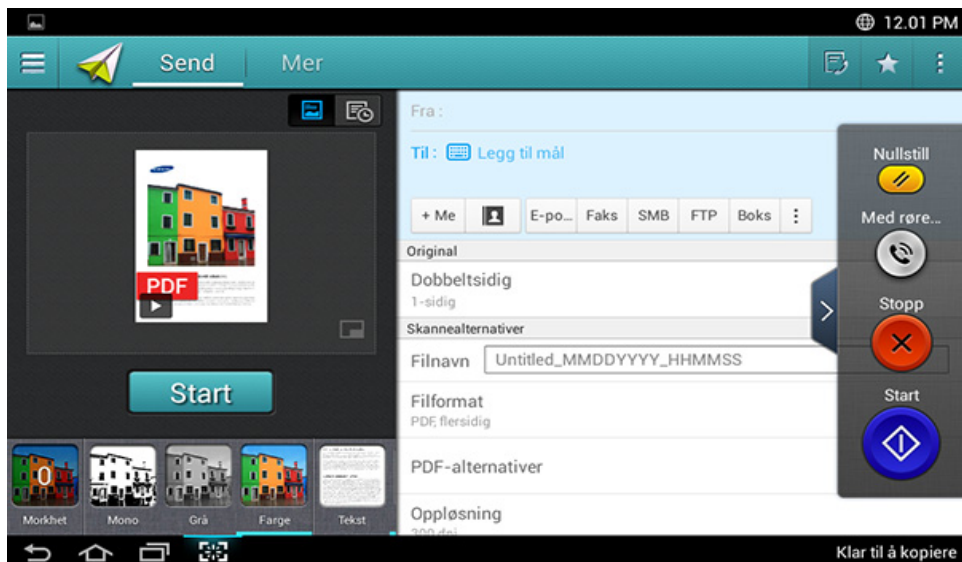 12.01 PM
Send
Mer
Fra :
Til : Legg til mål
+ Me
E-po...
Faks
SMB
FTP
Boks
Original
Dobbeltsidig
1-sidig
Skannealternativer
Filnavn
Untitled_MMDDYYYY_HHMMSS
Filformat
PDF, flersidig
PDF-alternativer
Oppløsning
Nullstill
Med røre...
Stopp
Start
PDF
Start
0
Morkhet
Mono
Grå
Farge
Tekst
Klar til å kopiere